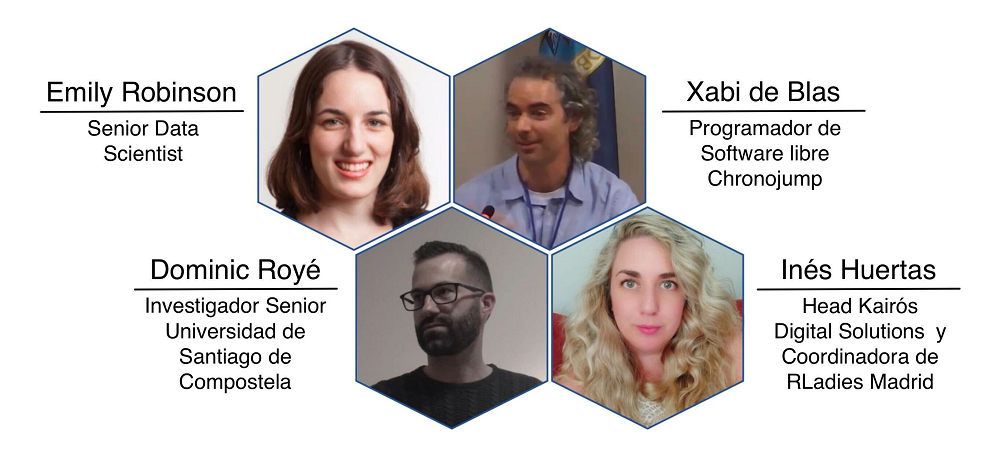 Emily Robinson
Senior Data
Scientist
Xabi de Blas
Programador de
Software libre
Chronojump
Dominic Royé
Investigador Senior
Universidad de
Santiago de
Compostela
Inés Huertas
Head Kairós
Digital Solutions y
Coordinadora de
RLadies Madrid